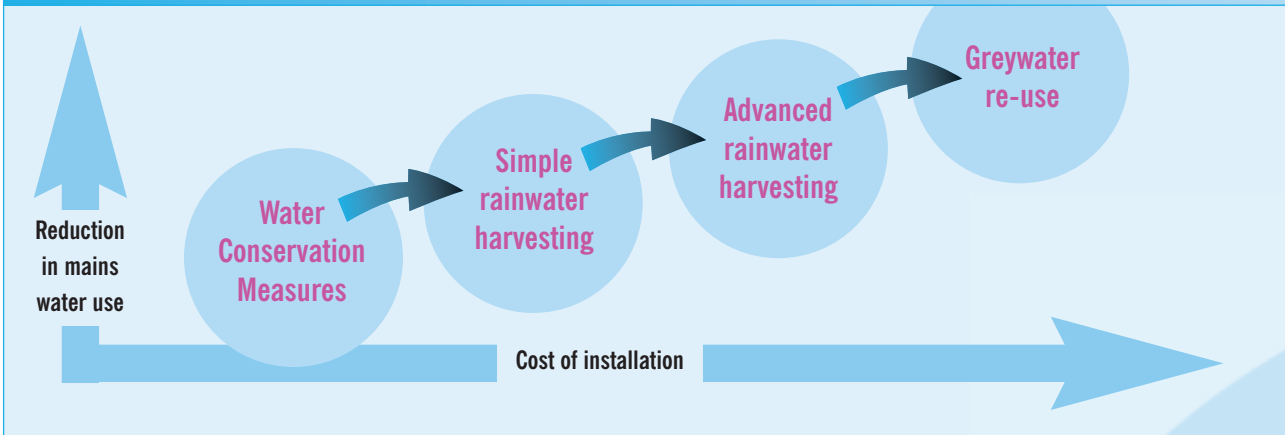 Greywater
re-use
Advanced
rainwater
harvesting
Simple
rainwater
harvesting
Water
Conservation
Measures
Reduction
in mains
water use
Cost of installation